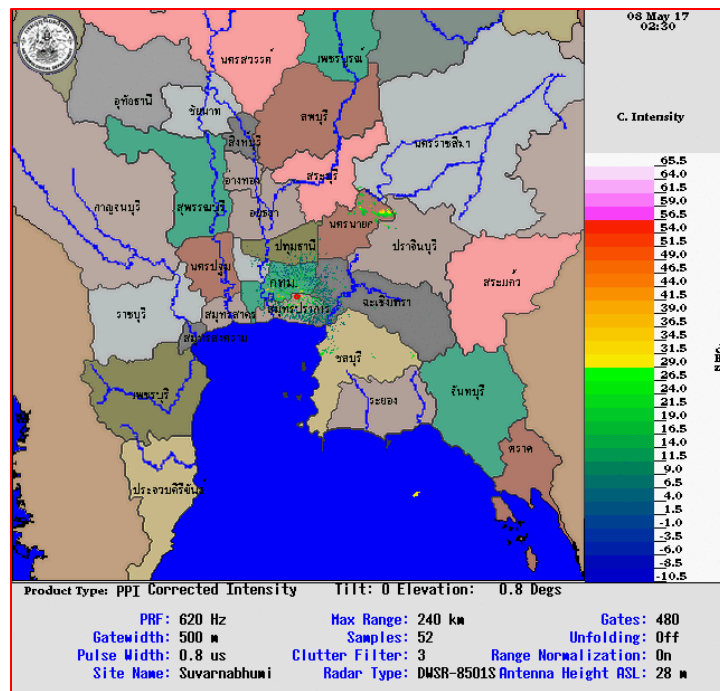 08 May 17
02:30
C. Intensity
65.5
64.0
61.5
59.0
56.5
54.0
51.5
49.0
46.5
44.0
41.5
39.0
36.5
34.0
31.5
29.0
26.5
24.0
21.5
19.0
16.5
14.0
11.5
9.0
6.5
4.0
1.5
-1.0
-3.5
-6.0
-8.5
-10.5
นครสวรรค์
เพชรบูรณ์
อุทัยธานี
ชัยนาท
ลพบุรี
สิงห์บุรี
นครราชสีมา
อ่างทอง
สระบุรี
กาญจนบุรี
สุพรรณบุรี
อยุธยา
นครนายก
ปราจีนบุรี
ปทุมธานี
นครปฐม
กทม.
สระแก้ว
ฉะเชิงเทรา
ราชบุรี
สมุทรสาคร
สมุทรปราการ
สมุทรสงคราม
ชลบุรี
จันทบุรี
เพชรบุรี
ระยอง
ตราด
ประจวบคีรีขันธ์
Product Type: PPI Corrected Intensity Tilt: 0 Elevation: 0.8 Degs
PRF: 620 Hz Max Range: 240 km Gates: 480
Gatewidth: 500 m Samples: 52 Unfolding: Off
Pulse Width: 0.8 us Clutter Filter: 3 Range Normalization: On
Site Name: Suvarnabhumi Radar Type: DWSR-8501S Antenna Height ASL: 28 m